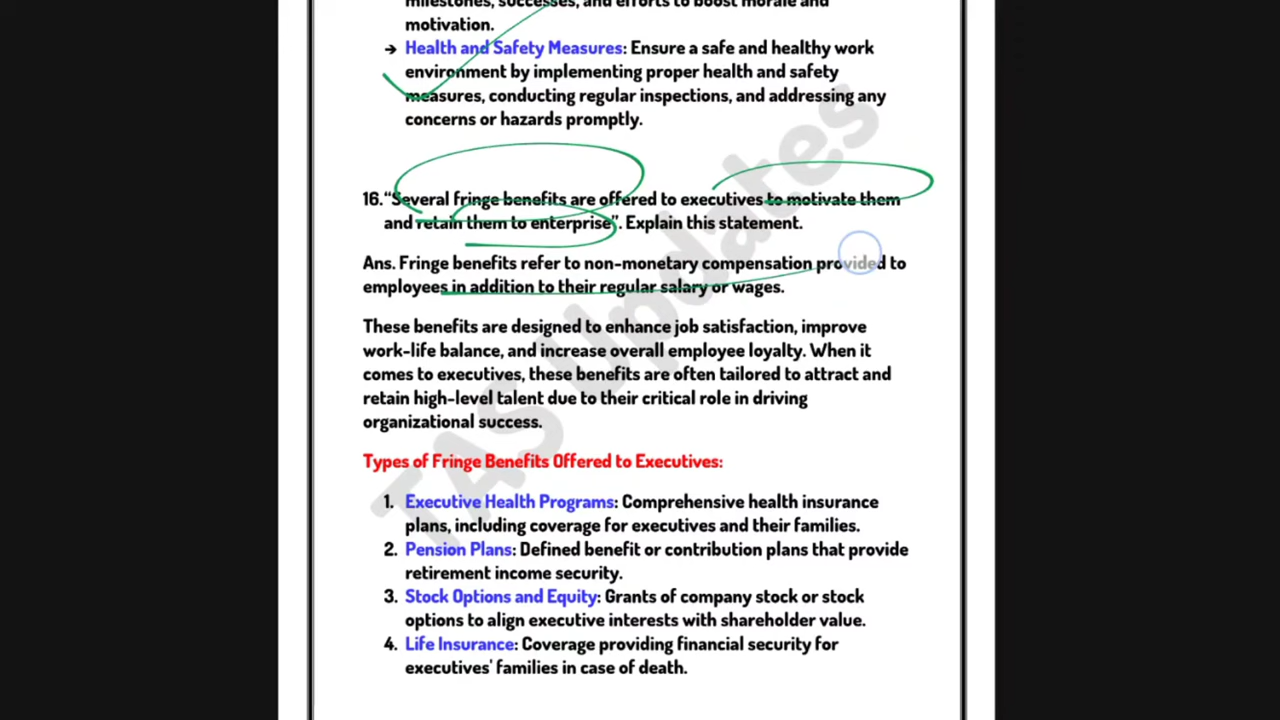 milestones, successes, and efforts to boost morale and
motivation.
→ Health and Safety Measures: Ensure a safe and healthy work
environment by implementing proper health and safety
measures, conducting regular inspections, and addressing any
concerns or hazards promptly.
16.“Several fringe benefits are offered to executives to motivate them
and retain them to enterprise”. Explain this statement.
Ans. Fringe benefits refer to non-monetary compensation provided to
employees in addition to their regular salary or wages.
These benefits are designed to enhance job satisfaction, improve
work-life balance, and increase overall employee loyalty. When it
comes to executives, these benefits are often tailored to attract and
retain high-level talent due to their critical role in driving
organizational success.
Types of Fringe Benefits Offered to Executives:
1. Executive Health Programs: Comprehensive health insurance
plans, including coverage for executives and their families.
2. Pension Plans: Defined benefit or contribution plans that provide
retirement income security.
3. Stock Options and Equity: Grants of company stock or stock
options to align executive interests with shareholder value.
4. Life Insurance: Coverage providing financial security for
executives' families in case of death.
TAS Updates